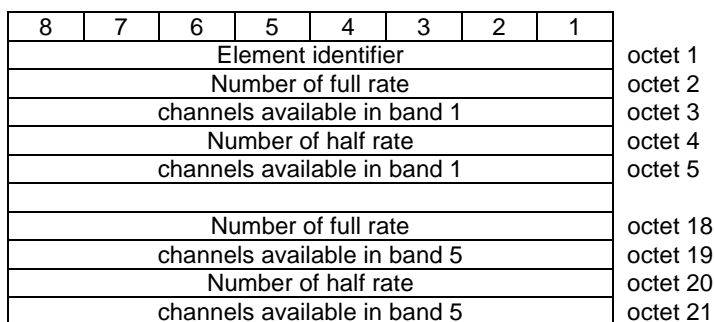 8 7 6 5 4 3 2 1
Element identifier octet 1
Number of full rate octet 2
channels available in band 1 octet 3
Number of half rate octet 4
channels available in band 1 octet 5
Number of full rate octet 18
channels available in band 5 octet 19
Number of half rate octet 20
channels available in band 5 octet 21